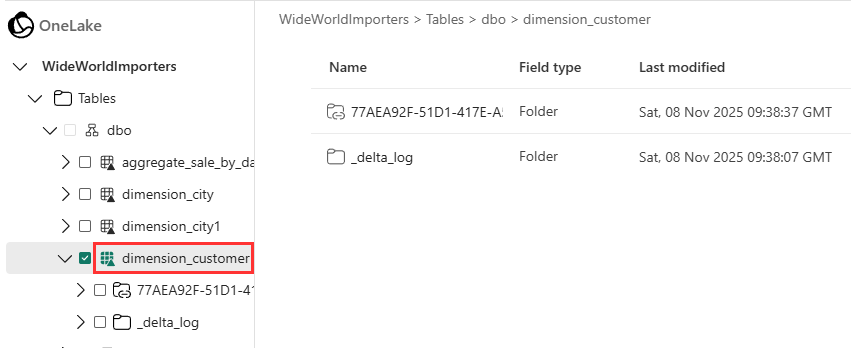 OneLake
WideWorldImporters
Tables
dbo
aggregate_sale_by_da
dimension_city
dimension_city1
dimension_customer
77AEA92F-51D1-41
_delta_log
WideWorldImporters > Tables > dbo > dimension_customer
Name Field type Last modified
77AEA92F-51D1-417E-A5 Folder Sat, 08 Nov 2025 09:38:37 GMT
_delta_log Folder Sat, 08 Nov 2025 09:38:07 GMT